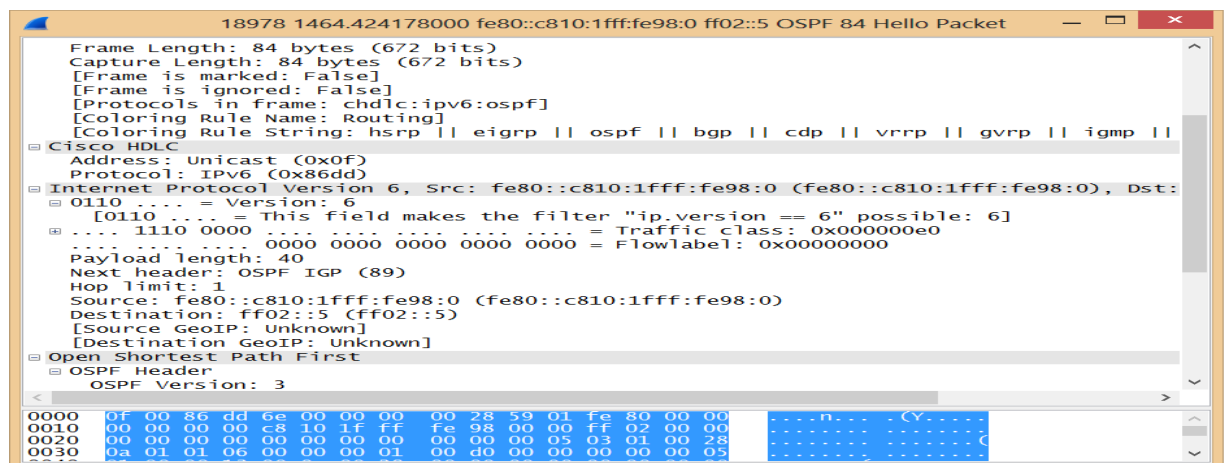 18978 1464.424178000 fe80::c810:1fff:fe98:0 ff02::5 OSPF 84 Hello Packet
Frame Length: 84 bytes (672 bits)
Capture Length: 84 bytes (672 bits)
[Frame is marked: False]
[Frame is ignored: False]
[Protocols in frame: chdlc:ipv6:ospf]
[Coloring Rule Name: Routing]
[Coloring Rule String: hsrp || eigrp || ospf || bgp || cdp || vrrp || gvrp || igmp ||
Cisco HDLC
Address: Unicast (0x0f)
Protocol: IPv6 (0x86dd)
Internet Protocol Version 6, Src: fe80::c810:1fff:fe98:0 (fe80::c810:1fff:fe98:0), Dst:
0110 .... = Version: 6
[0110 .... = This field makes the filter "ip.version == 6" possible: 6]
.... 1110 0000 .... .... .... .... .... = Traffic class: 0x000000e0
.... .... .... 0000 0000 0000 0000 0000 = Flowlabel: 0x00000000
Payload length: 40
Next header: OSPF IGP (89)
Hop limit: 1
Source: fe80::c810:1fff:fe98:0 (fe80::c810:1fff:fe98:0)
Destination: ff02::5 (ff02::5)
[Source GeoIP: Unknown]
[Destination GeoIP: Unknown]
Open Shortest Path First
OSPF Header
OSPF Version: 3
0000 0f 00 86 dd 6e 00 00 00 00 28 59 01 fe 80 00 00 ....n... .(Y.....
0010 00 00 00 00 c8 10 1f ff fe 98 00 00 ff 02 00 00 ........ ........
0020 00 00 00 00 00 00 00 00 00 00 00 05 03 01 00 28 ........ .......(
0030 0a 01 01 06 00 00 00 01 00 d0 00 00 00 00 00 05 ........ ........